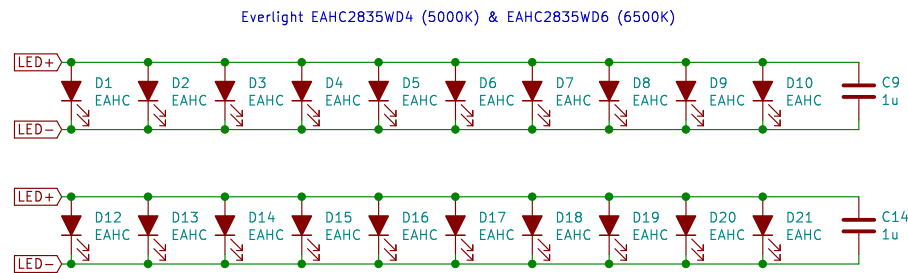 Everlight EAHC2835WD4 (5000K) & EAHC2835WD6 (6500K)
LED+
D1 D2 D3 D4 D5 D6 D7 D8 D9 D10 C9
EAHC EAHC EAHC EAHC EAHC EAHC EAHC EAHC EAHC EAHC 1u
LED-
LED+
D12 D13 D14 D15 D16 D17 D18 D19 D20 D21 C14
EAHC EAHC EAHC EAHC EAHC EAHC EAHC EAHC EAHC EAHC 1u
LED-